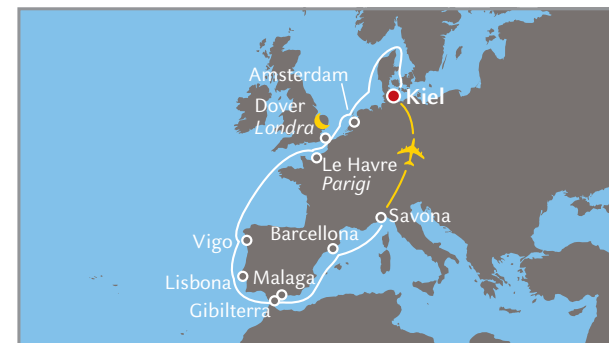 Amsterdam
Kiel
Dover
Londra
Le Havre
Parigi
Savona
Barcellona
Vigo
Lisbona
Malaga
Gibilterra